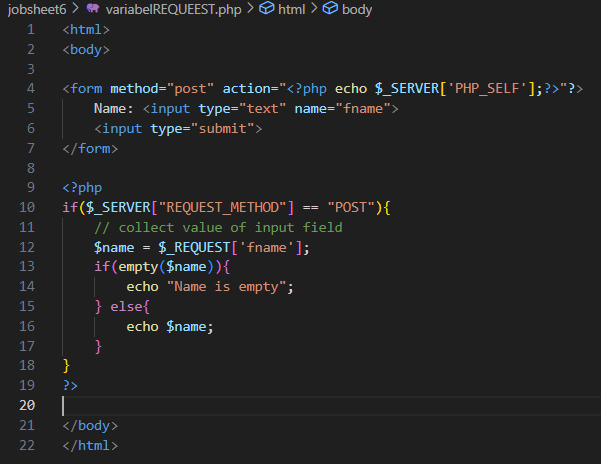 jobsheet6 > variabelREQUEEST.php > html > body
1 <html>
2 <body>
3
4 <form method="post" action="<?php echo $_SERVER['PHP_SELF'];?>"?>
5 Name: <input type="text" name="fname">
6 <input type="submit">
7 </form>
8
9 <?php
10 if($_SERVER["REQUEST_METHOD"] == "POST"){
11 // collect value of input field
12 $name = $_REQUEST['fname'];
13 if(empty($name)){
14 echo "Name is empty";
15 } else{
16 echo $name;
17 }
18 }
19 ?>
20
21 </body>
22 </html>